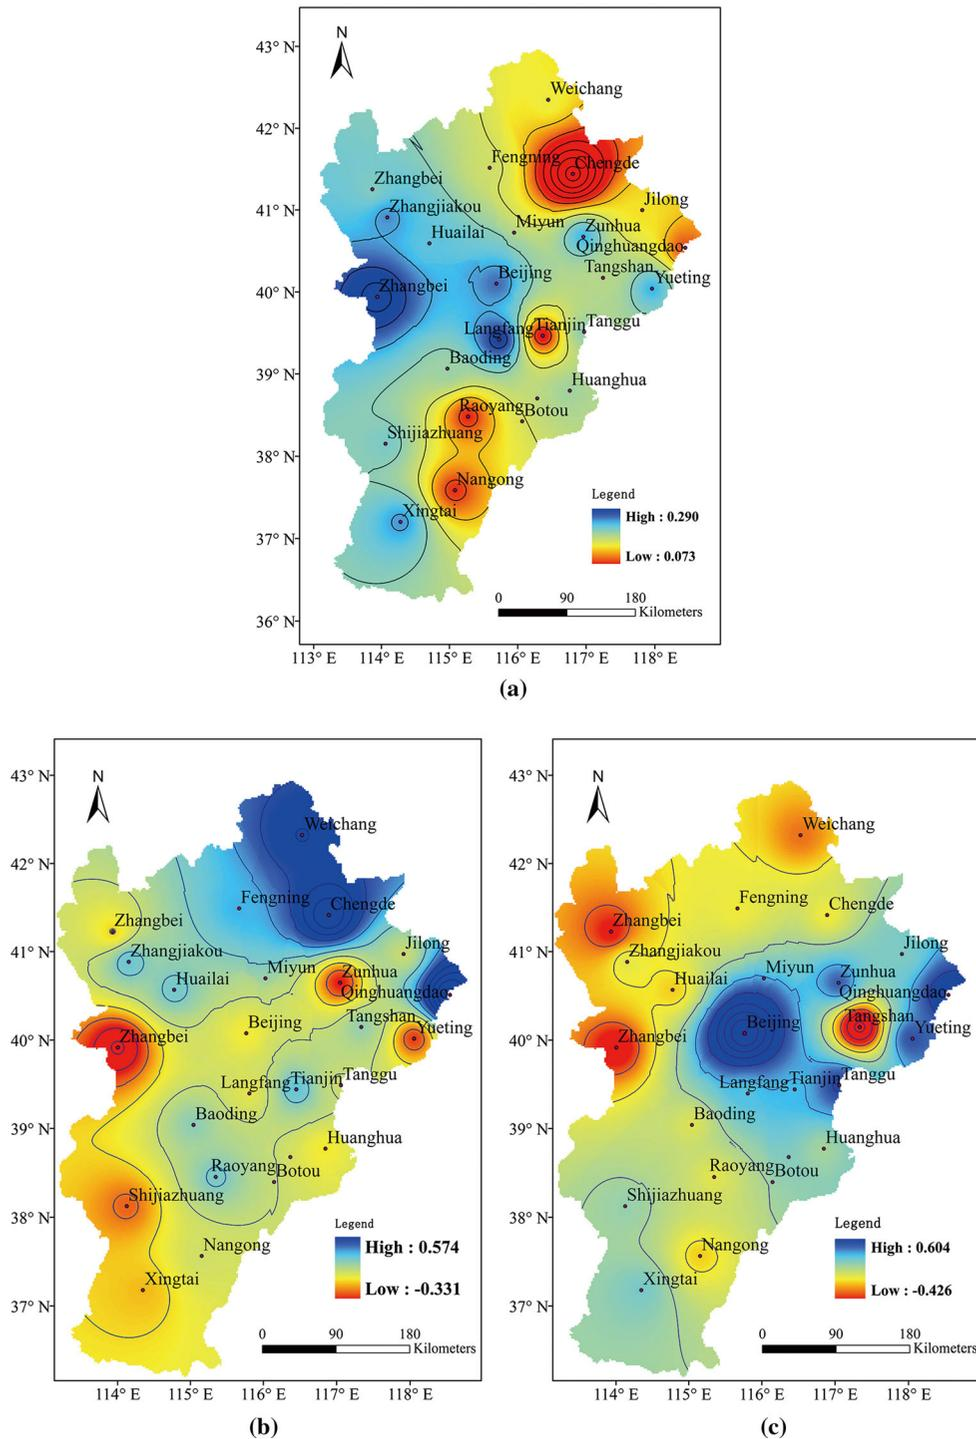 43° N
N
Weichang
42° N
Fengning
Chengde
Zhangbei
Jilong
41° N
Zhangjiakou
Miyun
Zunhua
Huailai
Qinghuangdao
Tangshan
Beijing
Yueting
40° N
Zhangbei
Langfang
Tianjin
Tanggu
Baoding
39° N
Huanghua
Raoyang
Botou
Shijiazhuang
38° N
Nangong
Legend
Xingtai
High : 0.290
37° N
Low : 0.073
0 90 180
Kilometers
36° N
113° E 114° E 115° E 116° E 117° E 118° E
(a)
43° N
N
Weichang
42° N
Fengning
Chengde
Zhangbei
Jilong
41° N
Zhangjiakou
Miyun
Zunhua
Huailai
Qinghuangdao
Tangshan
Beijing
Yueting
40° N
Zhangbei
Langfang
Tianjin
Tanggu
Baoding
39° N
Huanghua
Raoyang
Botou
Shijiazhuang
38° N
Nangong
Legend
High : 0.574
Xingtai
Low : -0.331
37° N
0 90 180
Kilometers
114° E 115° E 116° E 117° E 118° E
(b)
43° N
N
Weichang
42° N
Fengning
Chengde
Zhangbei
Jilong
41° N
Zhangjiakou
Miyun
Zunhua
Huailai
Qinghuangdao
Tangshan
Beijing
Yueting
40° N
Zhangbei
Langfang
Tianjin
Tanggu
Baoding
39° N
Huanghua
Raoyang
Botou
Shijiazhuang
38° N
Nangong
Legend
High : 0.604
Xingtai
Low : -0.426
37° N
0 90 180
Kilometers
114° E 115° E 116° E 117° E 118° E
(c)